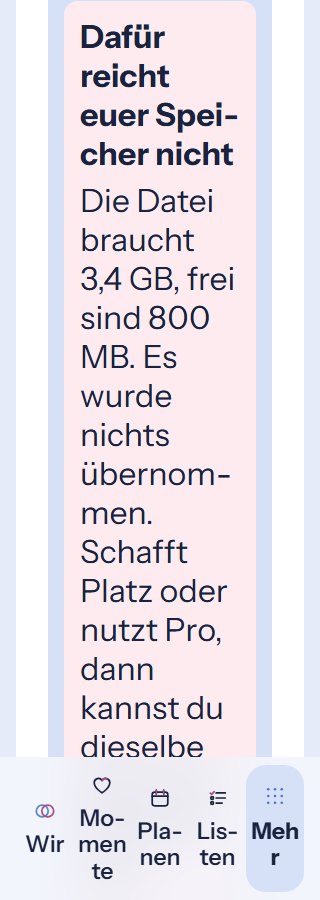 Dafür
reicht
euer Spei-
cher nicht
Die Datei
braucht
3,4 GB, frei
sind 800
MB. Es
wurde
nichts
übernom-
men.
Schafft
Platz oder
nutzt Pro,
dann
kannst du
dieselbe
Wir
Mo-
men
te
Pla-
nen
Lis-
ten
Meh
r